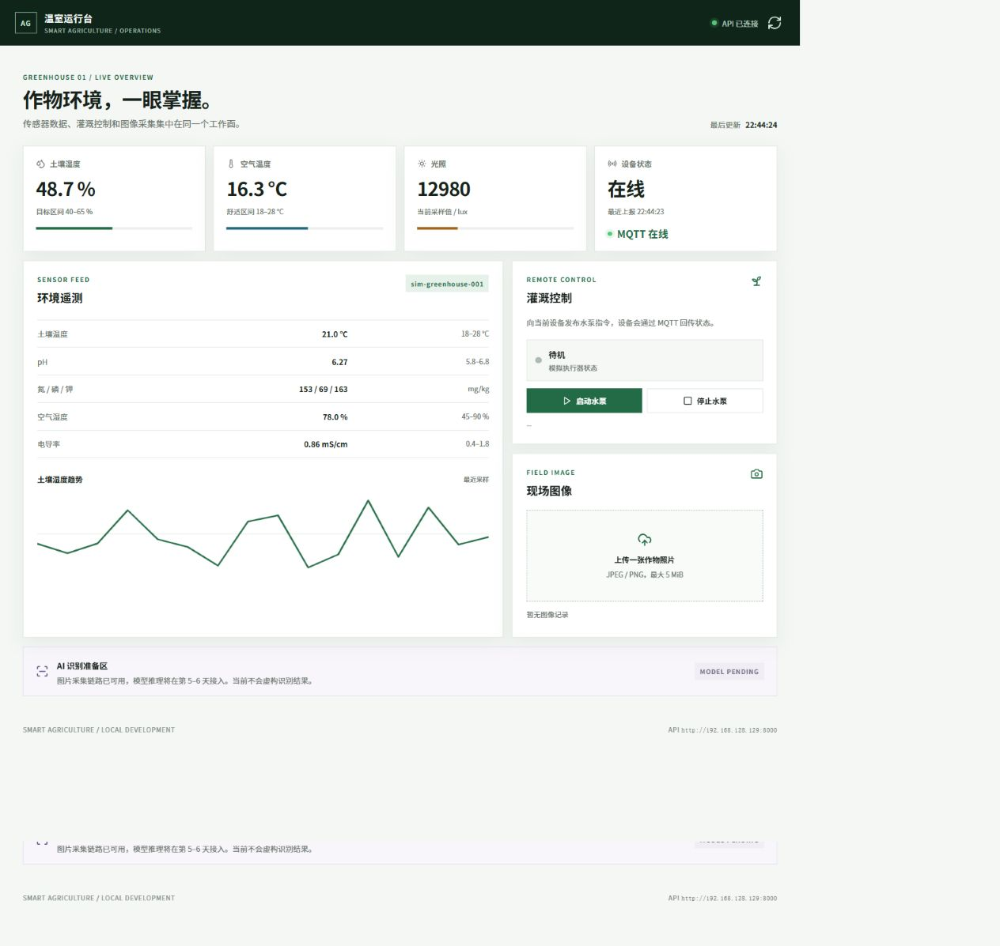 AG
温室运行台
SMART AGRICULTURE / OPERATIONS
API 已连接
GREENHOUSE 01 / LIVE OVERVIEW
作物环境，一眼掌握。
传感器数据、灌溉控制和图像采集集中在同一个工作面。
最后更新 22:44:24
土壤湿度
48.7 %
目标区间 40–65 %
空气温度
16.3 °C
舒适区间 18–28 °C
光照
12980
当前采样值 / lux
设备状态
在线
最近上报 22:44:23
MQTT 在线
SENSOR FEED
环境遥测
sim-greenhouse-001
土壤温度 21.0 °C 18–28 °C
pH 6.27 5.8–6.8
氮 / 磷 / 钾 153 / 69 / 163 mg/kg
空气湿度 78.0 % 45–90 %
电导率 0.86 mS/cm 0.4–1.8
土壤湿度趋势
最近采样
REMOTE CONTROL
灌溉控制
向当前设备发布水泵指令，设备会通过 MQTT 回传状态。
待机
模拟执行器状态
启动水泵
停止水泵
--
FIELD IMAGE
现场图像
上传一张作物照片
JPEG / PNG，最大 5 MiB
暂无图像记录
AI 识别准备区
图片采集链路已可用，模型推理将在第 5–6 天接入。当前不会虚构识别结果。
MODEL PENDING
SMART AGRICULTURE / LOCAL DEVELOPMENT
API http://192.168.128.129:8000
图片采集链路已可用，模型推理将在第 5–6 天接入。当前不会虚构识别结果。
SMART AGRICULTURE / LOCAL DEVELOPMENT
API http://192.168.128.129:8000